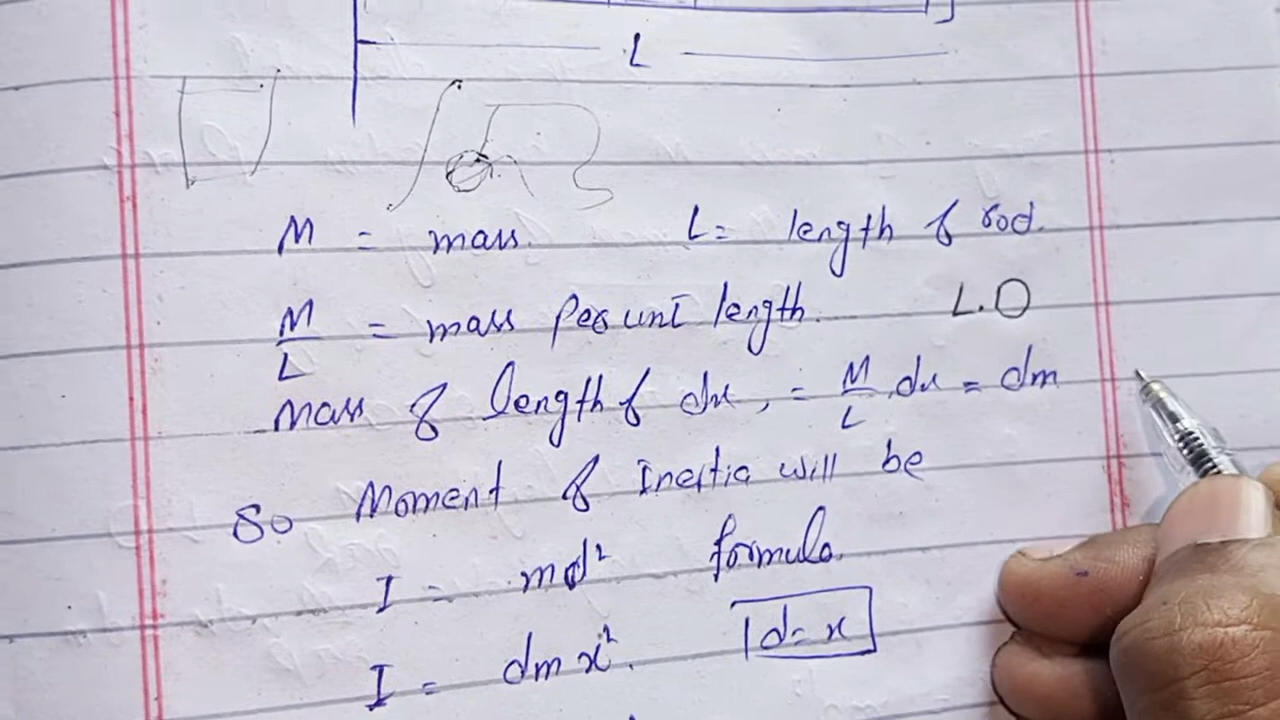 L
M = mass. L= length of rod.
M/L = mass per unit length. L.O
Mass of length of dx, = M/L .dx = dm
So Moment of Inertia will be
I = md² formula.
I = dm x². d=x